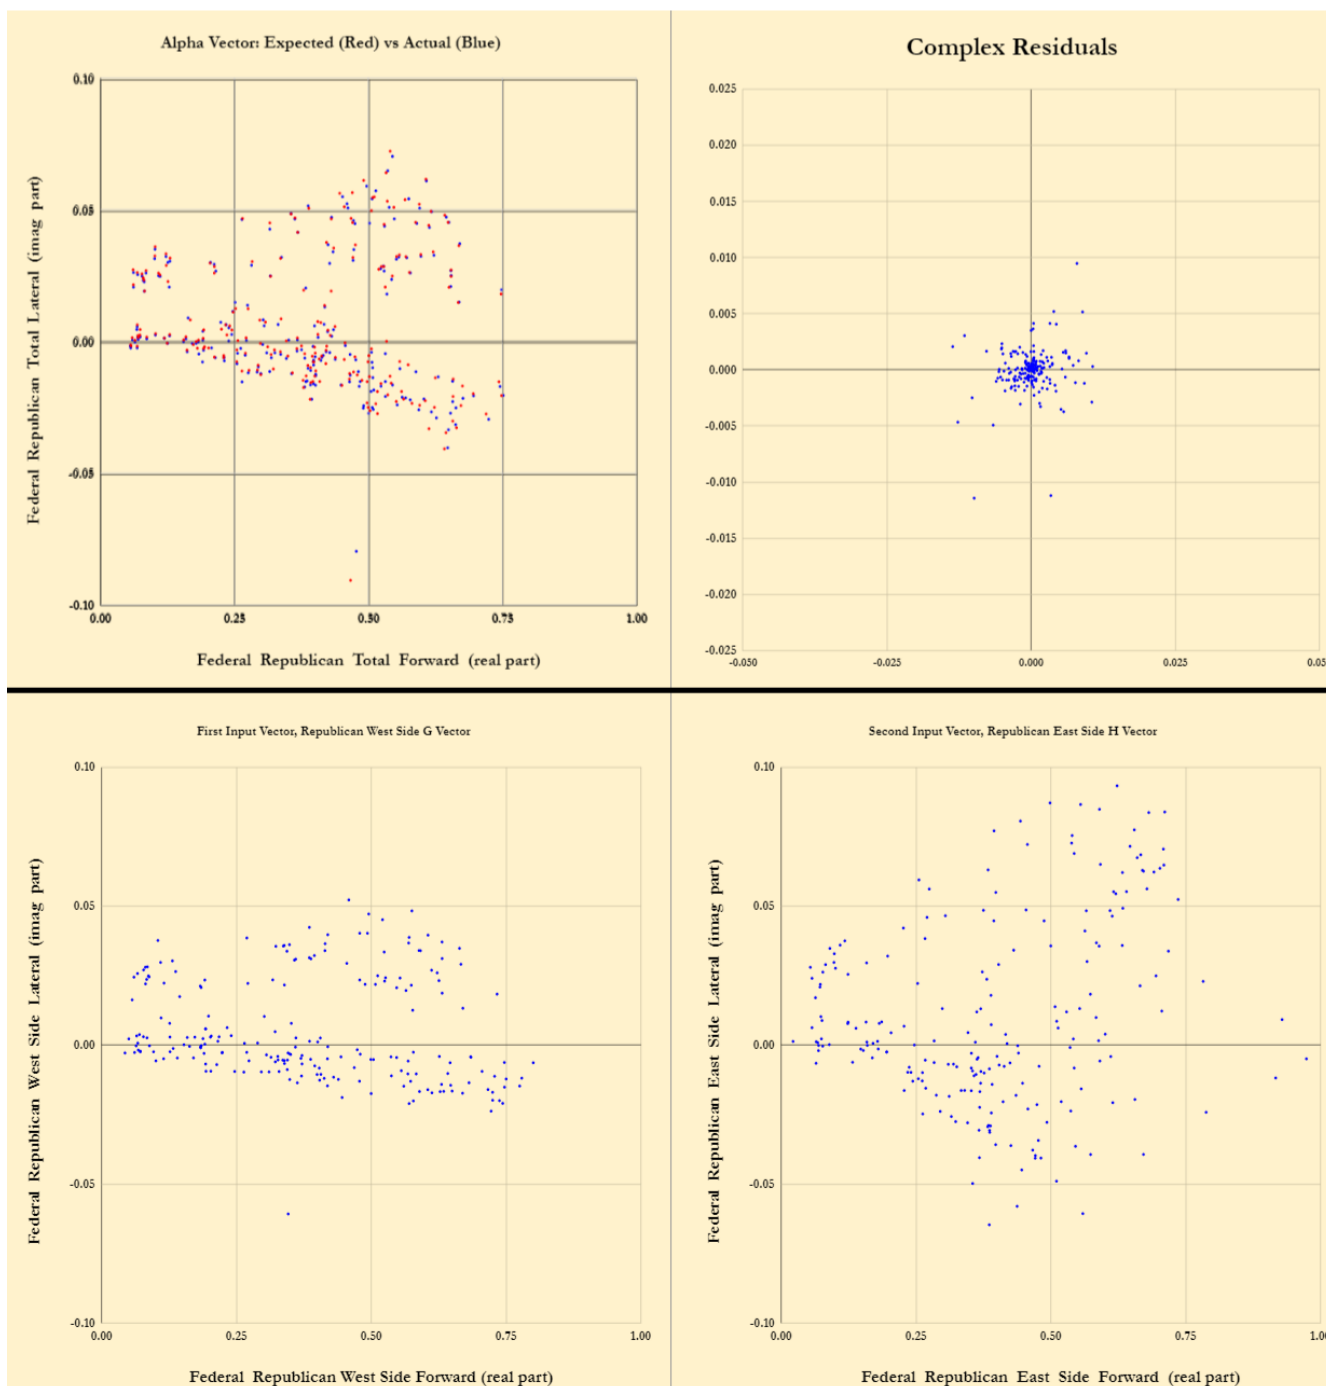 Alpha Vector: Expected (Red) vs Actual (Blue)
Federal Republican Total Lateral (imag part)
0.10
0.05
0.00
-0.05
-0.10
0.00 0.25 0.50 0.75 1.00
Federal Republican Total Forward (real part)
Complex Residuals
0.025
0.020
0.015
0.010
0.005
0.000
-0.005
-0.010
-0.015
-0.020
-0.025
-0.050 -0.025 0.000 0.025 0.05
First Input Vector, Republican West Side G Vector
Federal Republican West Side Lateral (imag part)
0.10
0.05
0.00
-0.05
-0.10
0.00 0.25 0.50 0.75 1.00
Federal Republican West Side Forward (real part)
Second Input Vector, Republican East Side H Vector
Federal Republican East Side Lateral (imag part)
0.10
0.05
0.00
-0.05
-0.10
0.00 0.25 0.50 0.75 1.00
Federal Republican East Side Forward (real part)